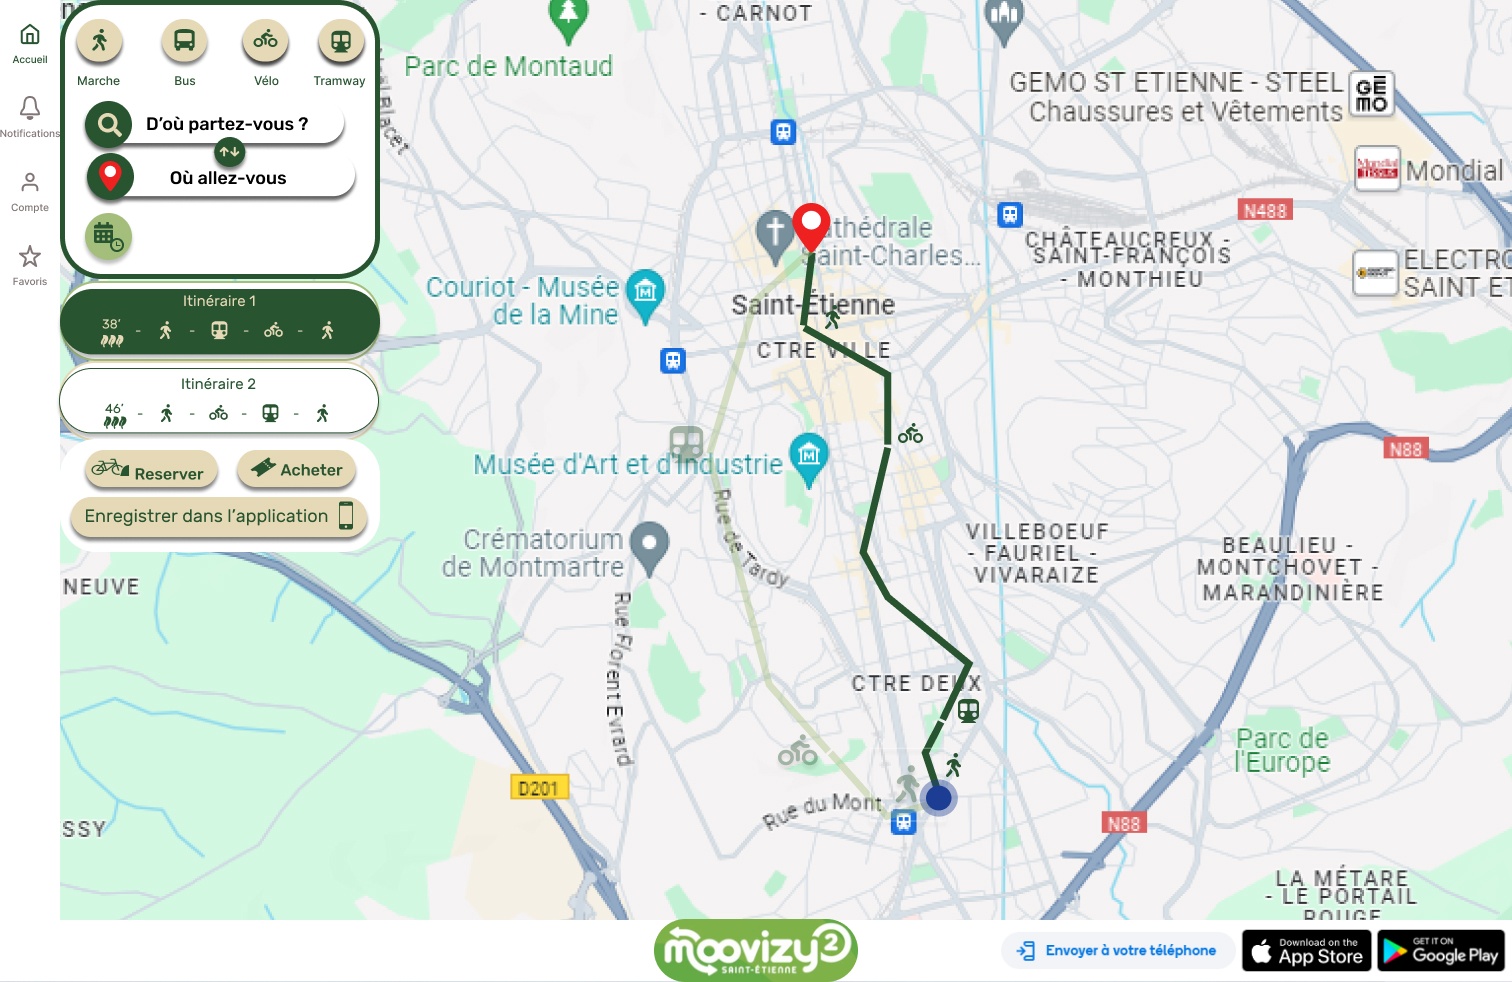 Accueil
Notifications
Compte
Favoris
Marche
Bus
Vélo
Tramway
D'où partez-vous ?
Où allez-vous
Itinéraire 1
38'
-
-
-
-
Itinéraire 2
46'
-
-
-
-
Reserver
Acheter
Enregistrer dans l'application
- CARNOT
Parc de Montaud
GEMO ST ETIENNE - STEEL
Chaussures et Vêtements
GĒ
MO
Mondial
Mondial
TISSUS
N488
CHÂTEAUCREUX -
SAINT-FRANÇOIS
- MONTHIEU
ELECTRO
SAINT ET
athédrale
Saint-Charles...
Couriot - Musée
de la Mine
Saint-Étienne
CTRE VILLE
Musée d'Art et d'Industrie
N88
Rue de Tardy
Crématorium
de Montmartre
VILLEBOEUF
- FAURIEL -
VIVARAIZE
BEAULIEU -
MONTCHOVET -
MARANDINIÈRE
NEUVE
Rue Florent Evrard
CTRE DEUX
Parc de
l'Europe
D201
Rue du Mont
N88
SSY
LA MÉTARE
- LE PORTAIL
ROUGE
moovizy2
SAINT-ÉTIENNE
Envoyer à votre téléphone
Download on the
App Store
GET IT ON
Google Play